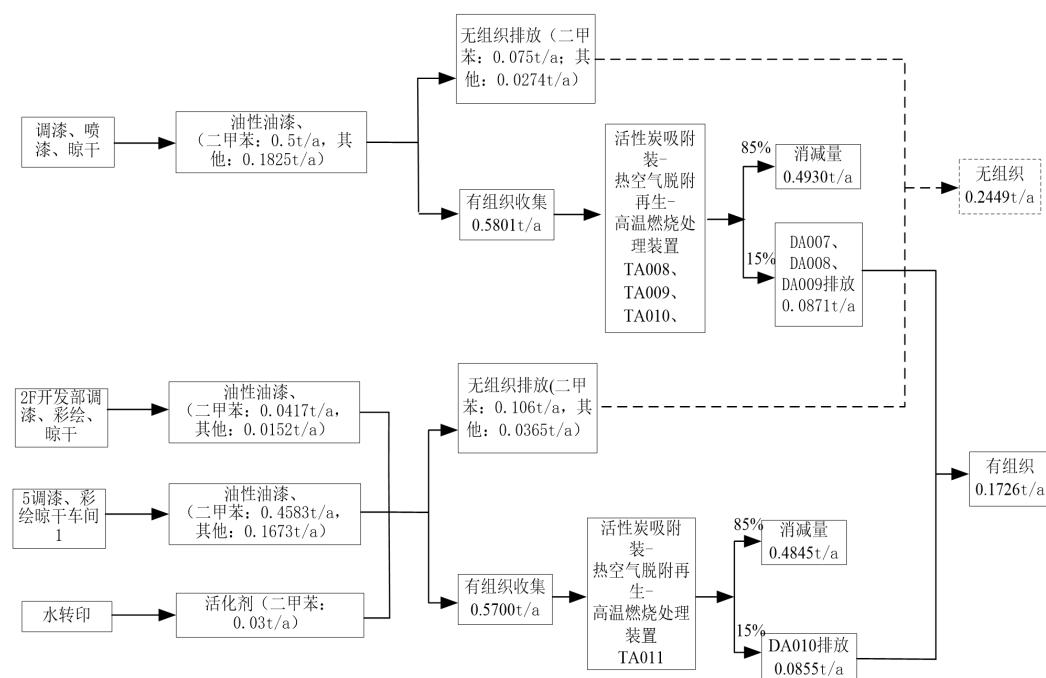 无组织排放（二甲
苯：0.075t/a；其
他：0.0274t/a）
调漆、喷
漆、晾干
油性油漆、
（二甲苯：0.5t/a，其
他：0.1825t/a）
有组织收集
0.5801t/a
活性炭吸附
装-
热空气脱附
再生-
高温燃烧处
理装置
TA008、
TA009、
TA010、
85%
消减量
0.4930t/a
15%
DA007、
DA008、
DA009排放
0.0871t/a
无组织
0.2449t/a
2F开发部调
漆、彩绘、
晾干
油性油漆、
（二甲苯：0.0417t/a，
其他：0.0152t/a）
无组织排放(二甲
苯：0.106t/a，其
他：0.0365t/a）
5调漆、彩
绘晾干车间
1
油性油漆、
（二甲苯：0.4583t/a，
其他：0.1673t/a）
水转印
活化剂（二甲苯：
0.03t/a）
有组织收集
0.5700t/a
活性炭吸附
装-
热空气脱附再
生-
高温燃烧处理
装置
TA011
85%
消减量
0.4845t/a
15%
DA010排放
0.0855t/a
有组织
0.1726t/a